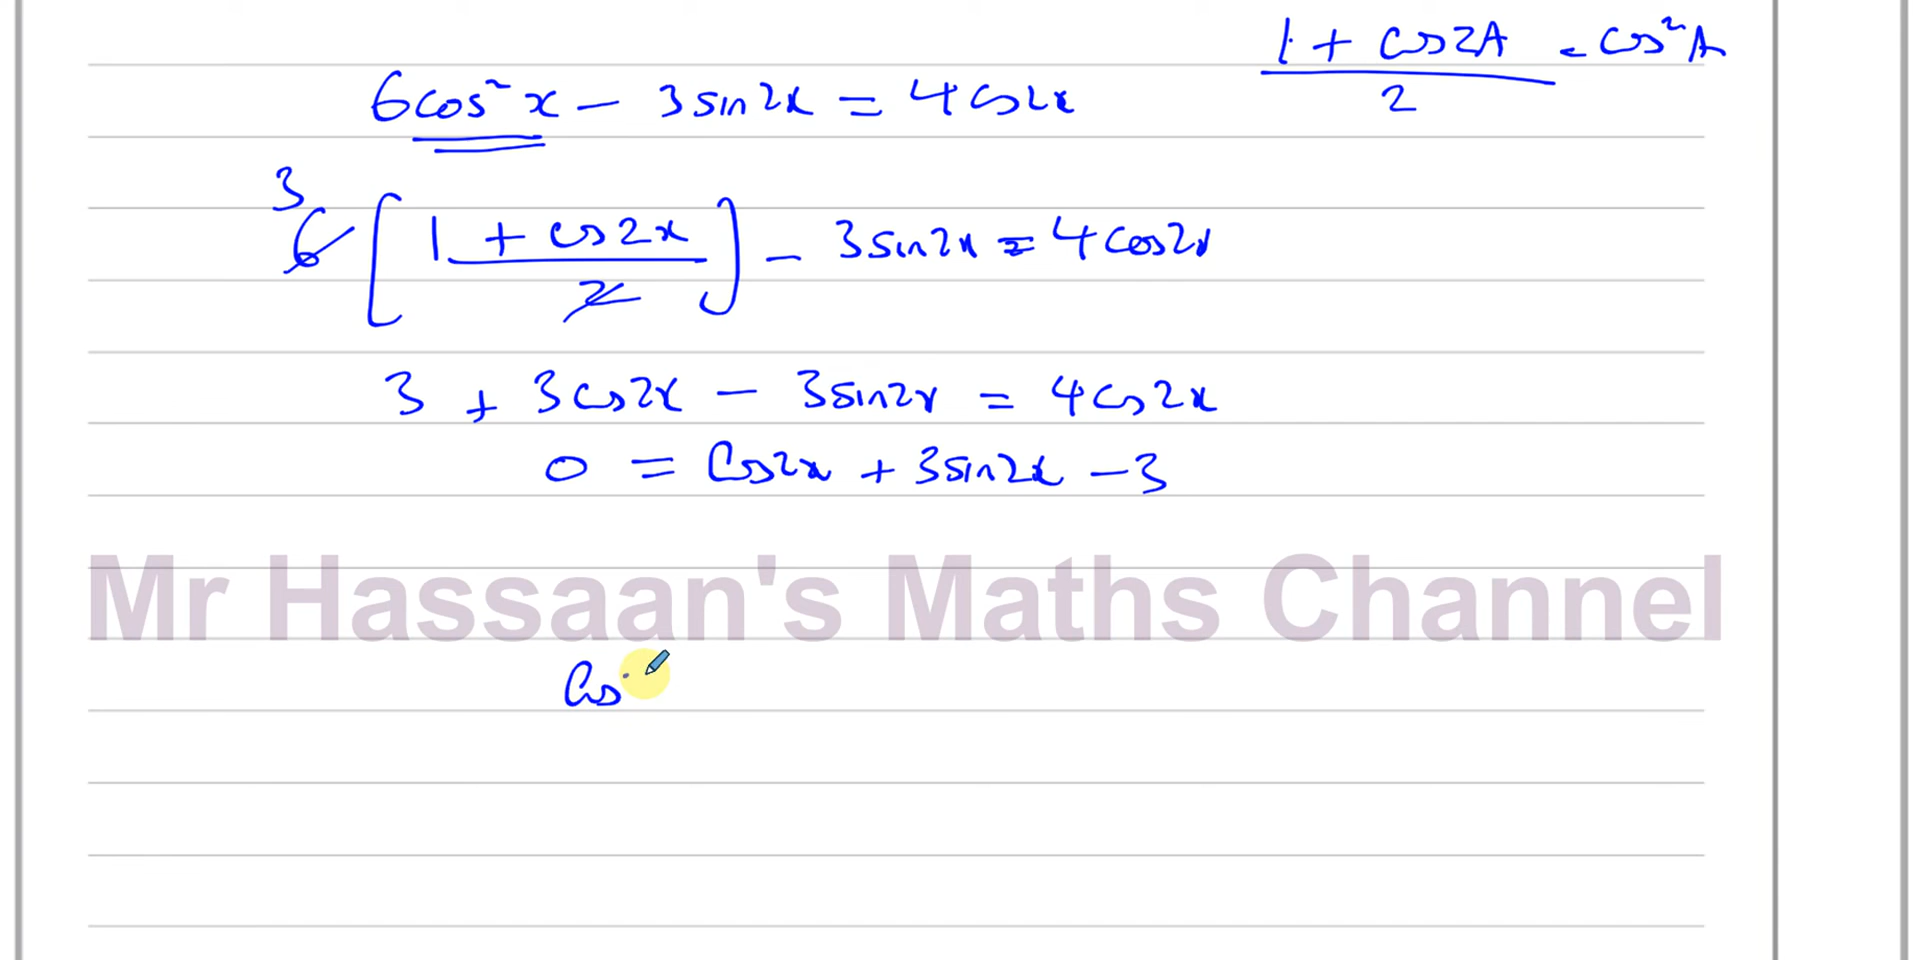 1 + cos2A / 2 = cos²A
6cos²x − 3sin2x = 4cos2x
3
6 [ 1 + cos2x / 2 ] − 3sin2x = 4cos2x
3 + 3cos2x − 3sin2x = 4cos2x
0 = cos2x + 3sin2x − 3
Mr Hassaan's Maths Channel
Cos